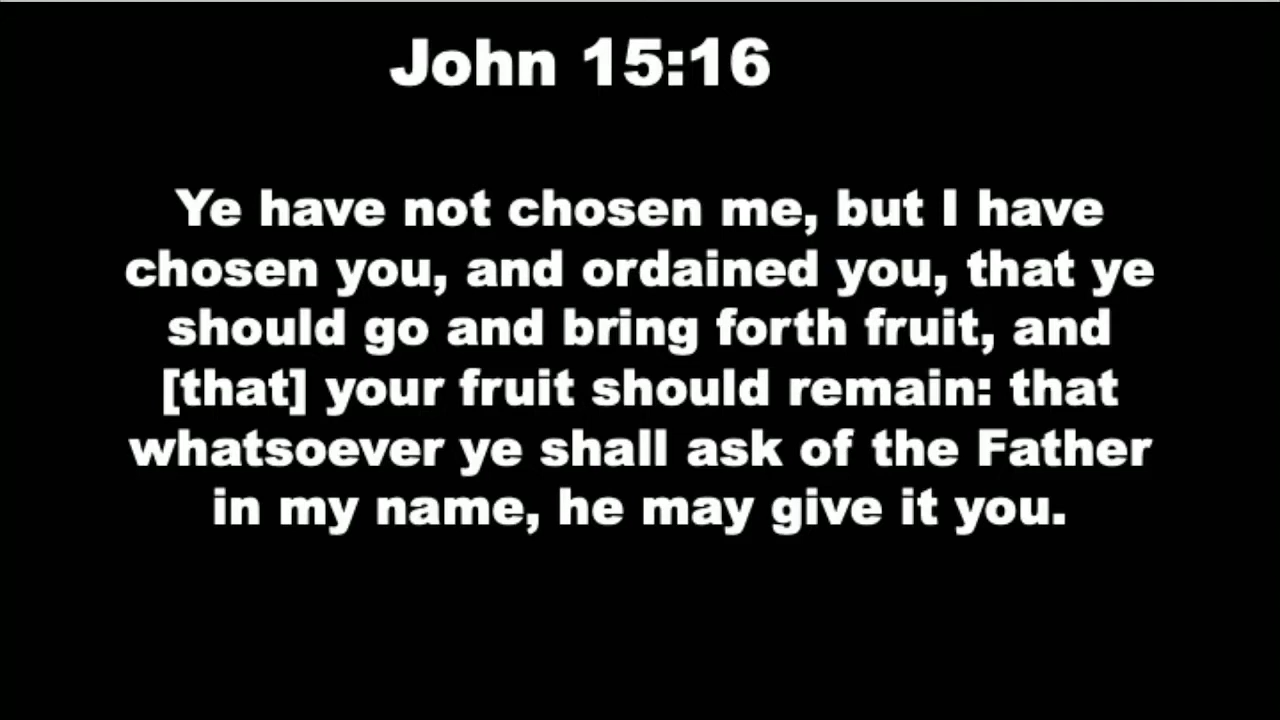 John 15:16
Ye have not chosen me, but I have
chosen you, and ordained you, that ye
should go and bring forth fruit, and
[that] your fruit should remain: that
whatsoever ye shall ask of the Father
in my name, he may give it you.